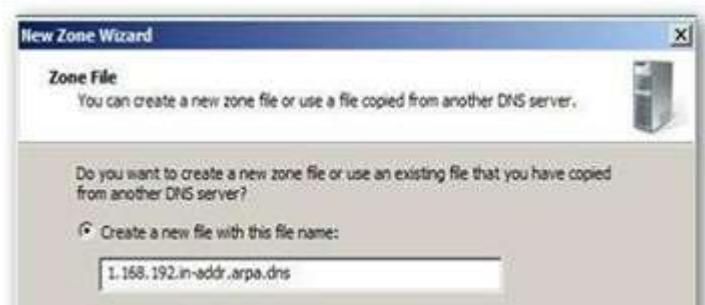 New Zone Wizard
Zone File
You can create a new zone file or use a file copied from another DNS server.
Do you want to create a new zone file or use an existing file that you have copied
from another DNS server?
Create a new file with this file name:
1.168.192.in-addr.arpa.dns